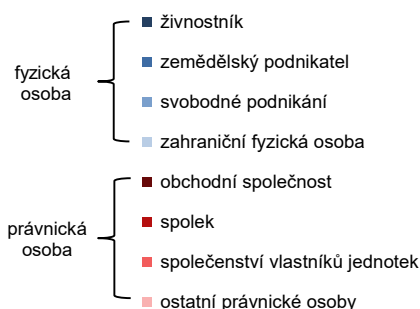 fyzická
osoba
živnostník
zemědělský podnikatel
svobodné podnikání
zahraniční fyzická osoba
právnická
osoba
obchodní společnost
spolek
společenství vlastníků jednotek
ostatní právnické osoby